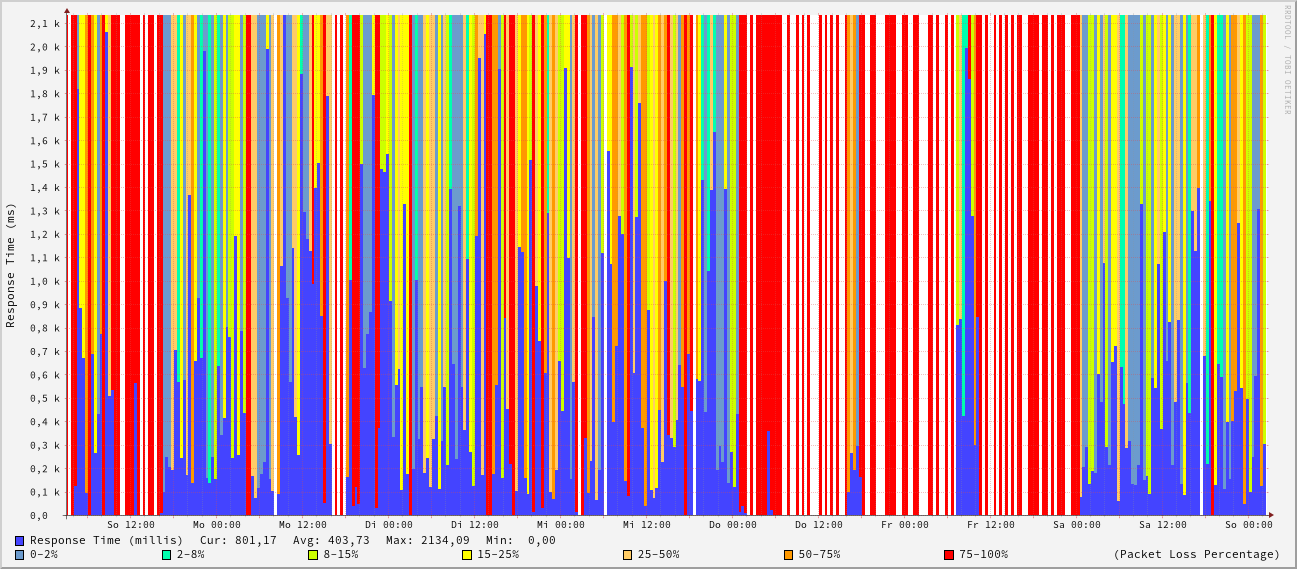 RRDTOOL / TOBI OETIKER
Response Time (ms)
2,1 k
2,0 k
1,9 k
1,8 k
1,7 k
1,6 k
1,5 k
1,4 k
1,3 k
1,2 k
1,1 k
1,0 k
0,9 k
0,8 k
0,7 k
0,6 k
0,5 k
0,4 k
0,3 k
0,2 k
0,1 k
0,0
So 12:00 Mo 00:00 Mo 12:00 Di 00:00 Di 12:00 Mi 00:00 Mi 12:00 Do 00:00 Do 12:00 Fr 00:00 Fr 12:00 Sa 00:00 Sa 12:00 So 00:00
Response Time (millis) Cur: 801,17 Avg: 403,73 Max: 2134,09 Min: 0,00
0-2% 2-8% 8-15% 15-25% 25-50% 50-75% 75-100% (Packet Loss Percentage)